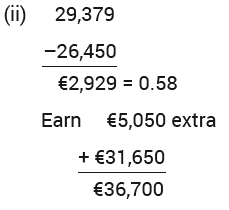 (ii) 29,379
–26,450
€2,929 = 0.58
Earn €5,050 extra
+ €31,650
€36,700